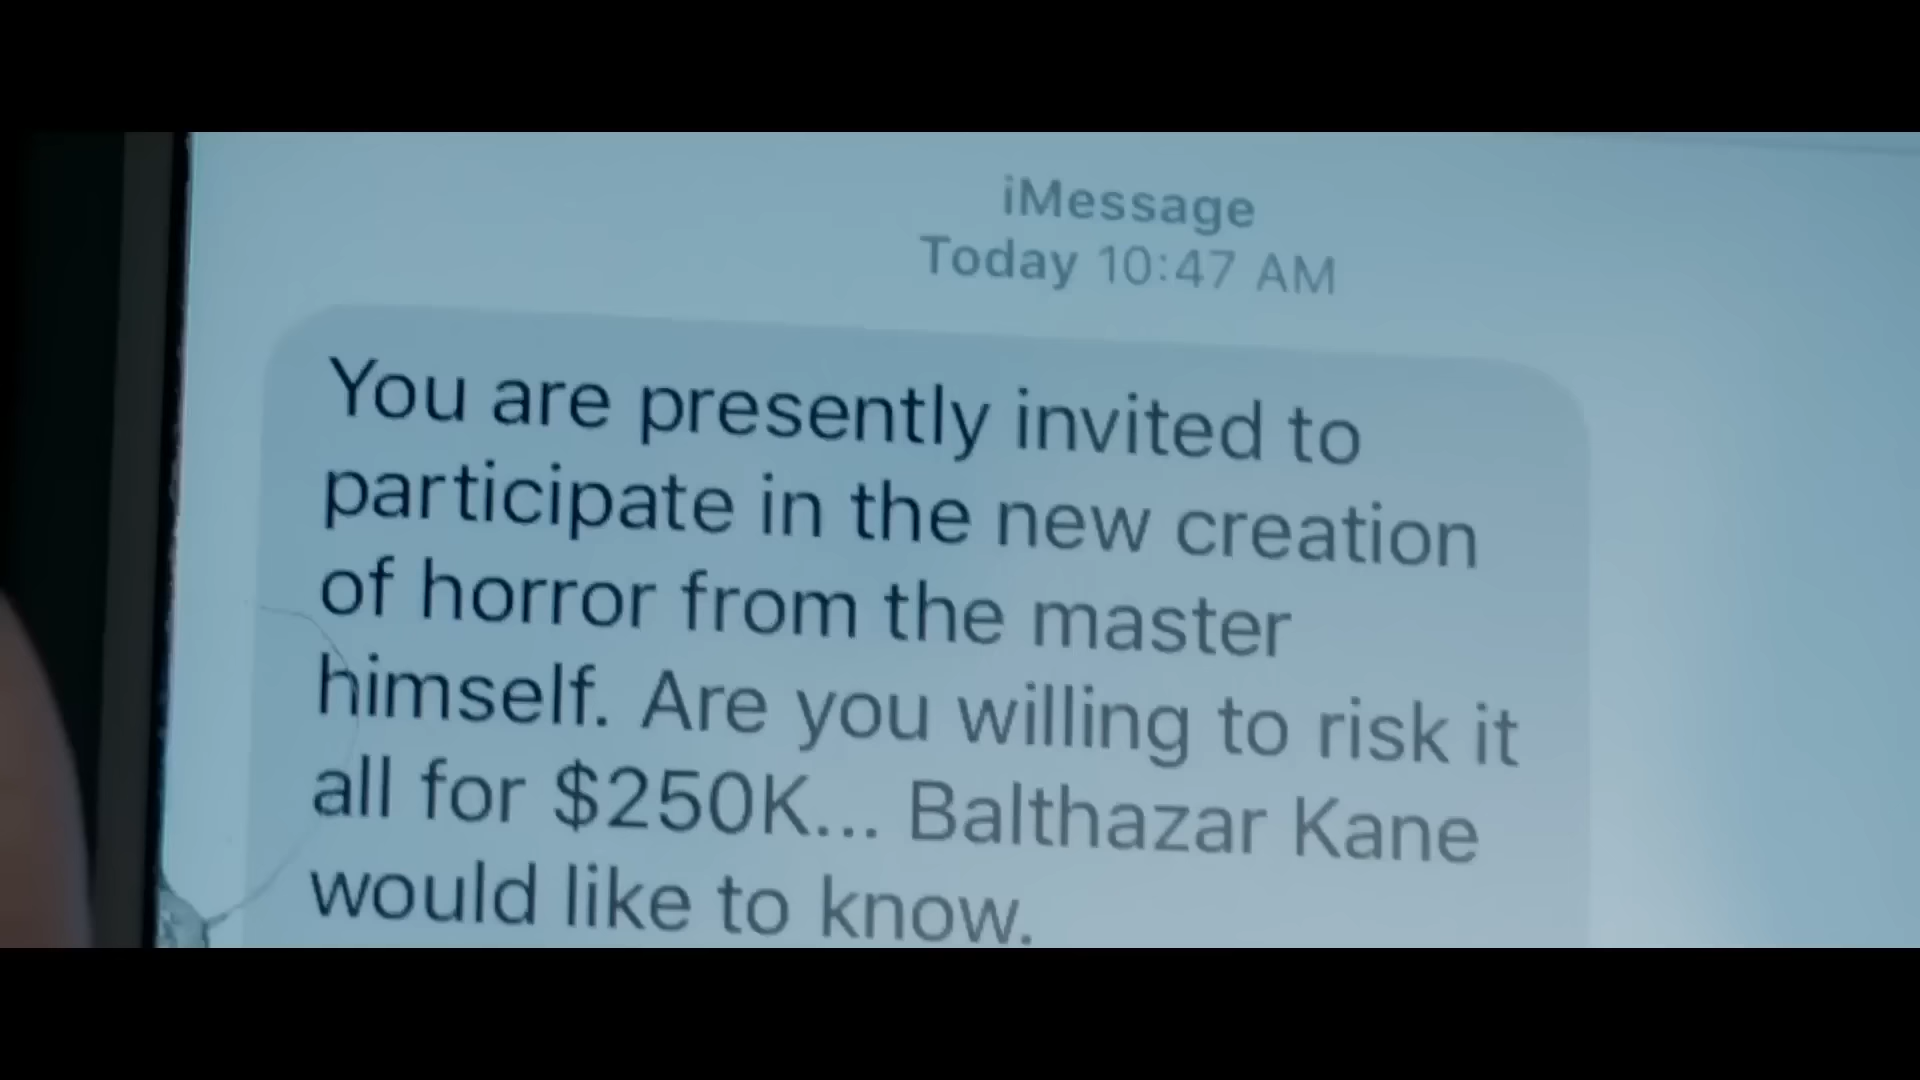 iMessage
Today 10:47 AM
You are presently invited to
participate in the new creation
of horror from the master
himself. Are you willing to risk it
all for $250K... Balthazar Kane
would like to know.